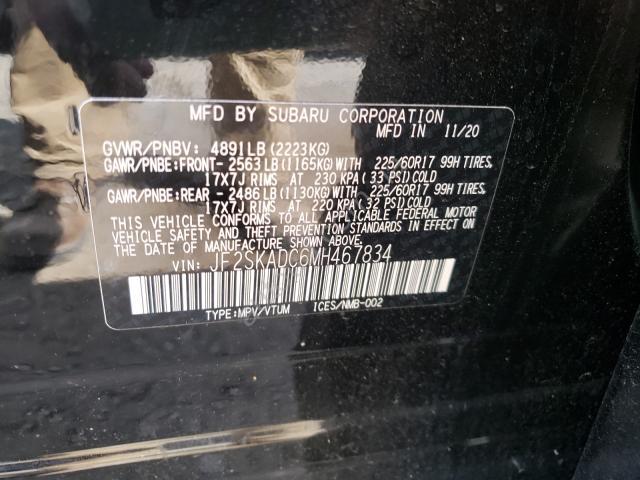 MFD BY SUBARU CORPORATION
MFD IN 11/20
GVWR/PNBV: 4891LB(2223KG)
GAWR/PNBE:FRONT- 2563LB(1165KG)WITH 225/60R17 99H TIRES,
17X7J RIMS AT 230 KPA(33 PSI)COLD
GAWR/PNBE:REAR - 2486LB(1130KG)WITH 225/60R17 99H TIRES,
17X7J RIMS AT 220 KPA(32 PSI)COLD
THIS VEHICLE CONFORMS TO ALL APPLICABLE FEDERAL MOTOR
VEHICLE SAFETY AND THEFT PREVENTION STANDARDS IN EFFECT ON
THE DATE OF MANUFACTURE SHOWN ABOVE.
VIN: JF2SKADC6MH467834
TYPE:MPV/VTUM ICES/NMB-002